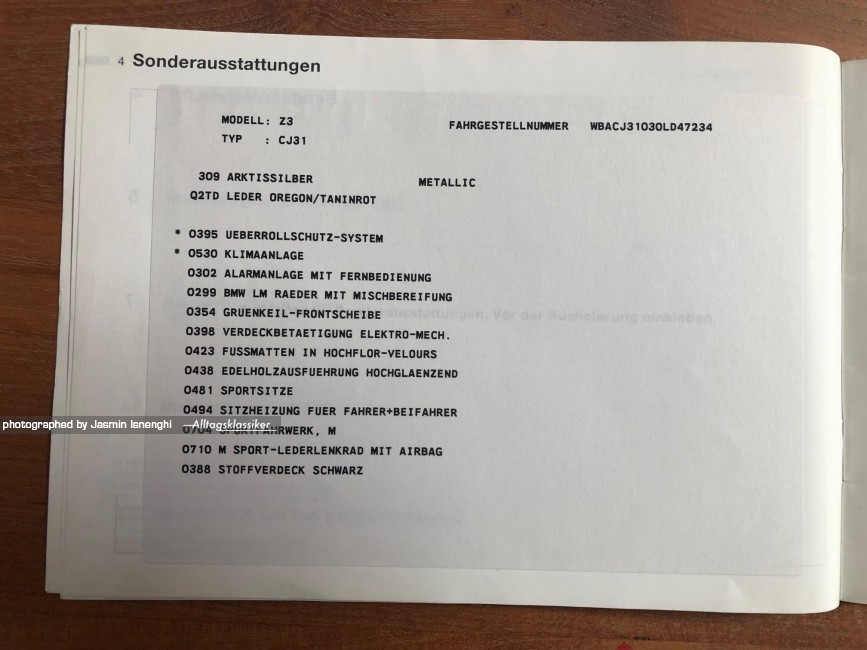 4 Sonderausstattungen
MODELL: Z3
FAHRGESTELLNUMMER WBACJ31030LD47234
TYP : CJ31
309 ARKTISSILBER METALLIC
Q2TD LEDER OREGON/TANINROT
* 0395 UEBERROLLSCHUTZ-SYSTEM
* 0530 KLIMAANLAGE
0302 ALARMANLAGE MIT FERNBEDIENUNG
0299 BMW LM RAEDER MIT MISCHBEREIFUNG
0354 GRUENKEIL-FRONTSCHEIBE
0398 VERDECKBETAETIGUNG ELEKTRO-MECH.
0423 FUSSMATTEN IN HOCHFLOR-VELOURS
0438 EDELHOLZAUSFUEHRUNG HOCHGLAENZEND
0481 SPORTSITZE
0494 SITZHEIZUNG FUER FAHRER+BEIFAHRER
photographed by Jasmin Isnenghi —Alltagsklassiker
0704 SPORTFAHRWERK, M
0710 M SPORT-LEDERLENKRAD MIT AIRBAG
0388 STOFFVERDECK SCHWARZ